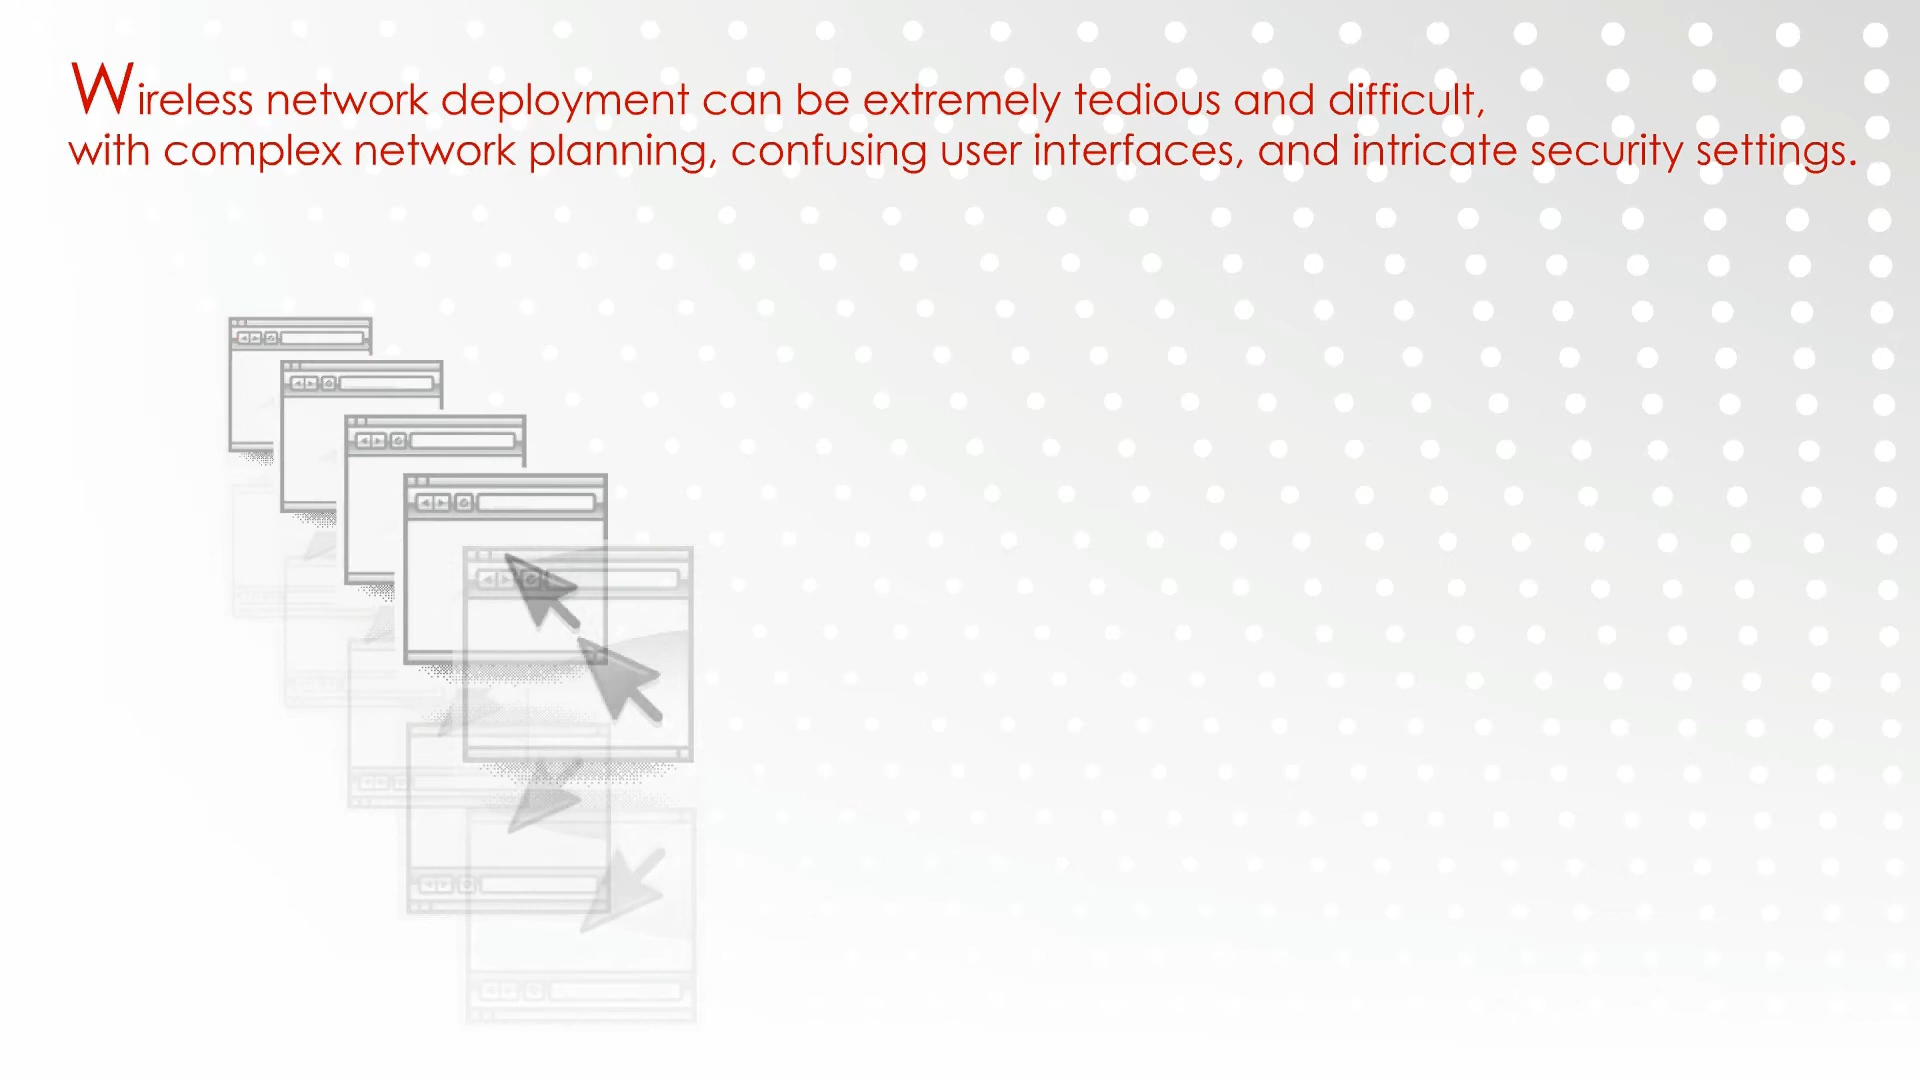 Wireless network deployment can be extremely tedious and difficult,
with complex network planning, confusing user interfaces, and intricate security settings.